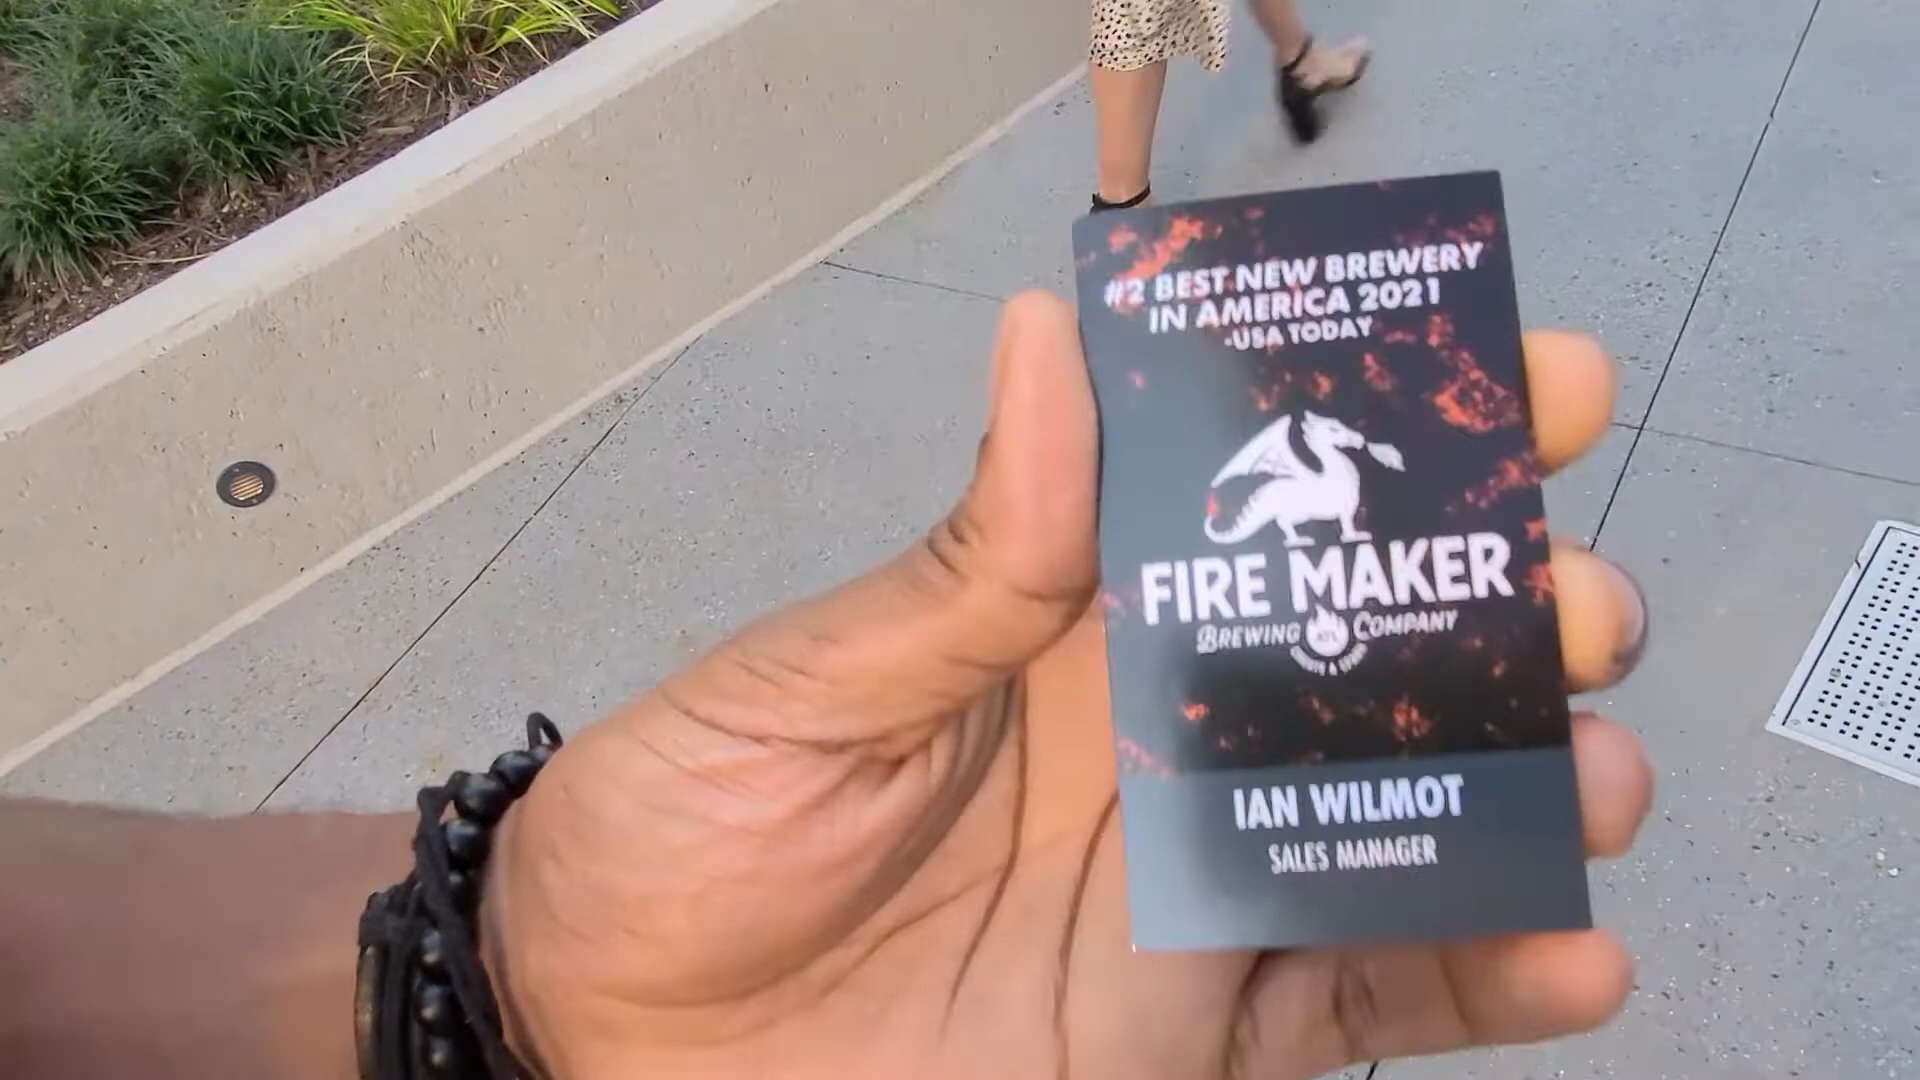 #2 BEST NEW BREWERY
IN AMERICA 2021
-USA TODAY
FIRE MAKER
BREWING COMPANY
ATL
IAN WILMOT
SALES MANAGER